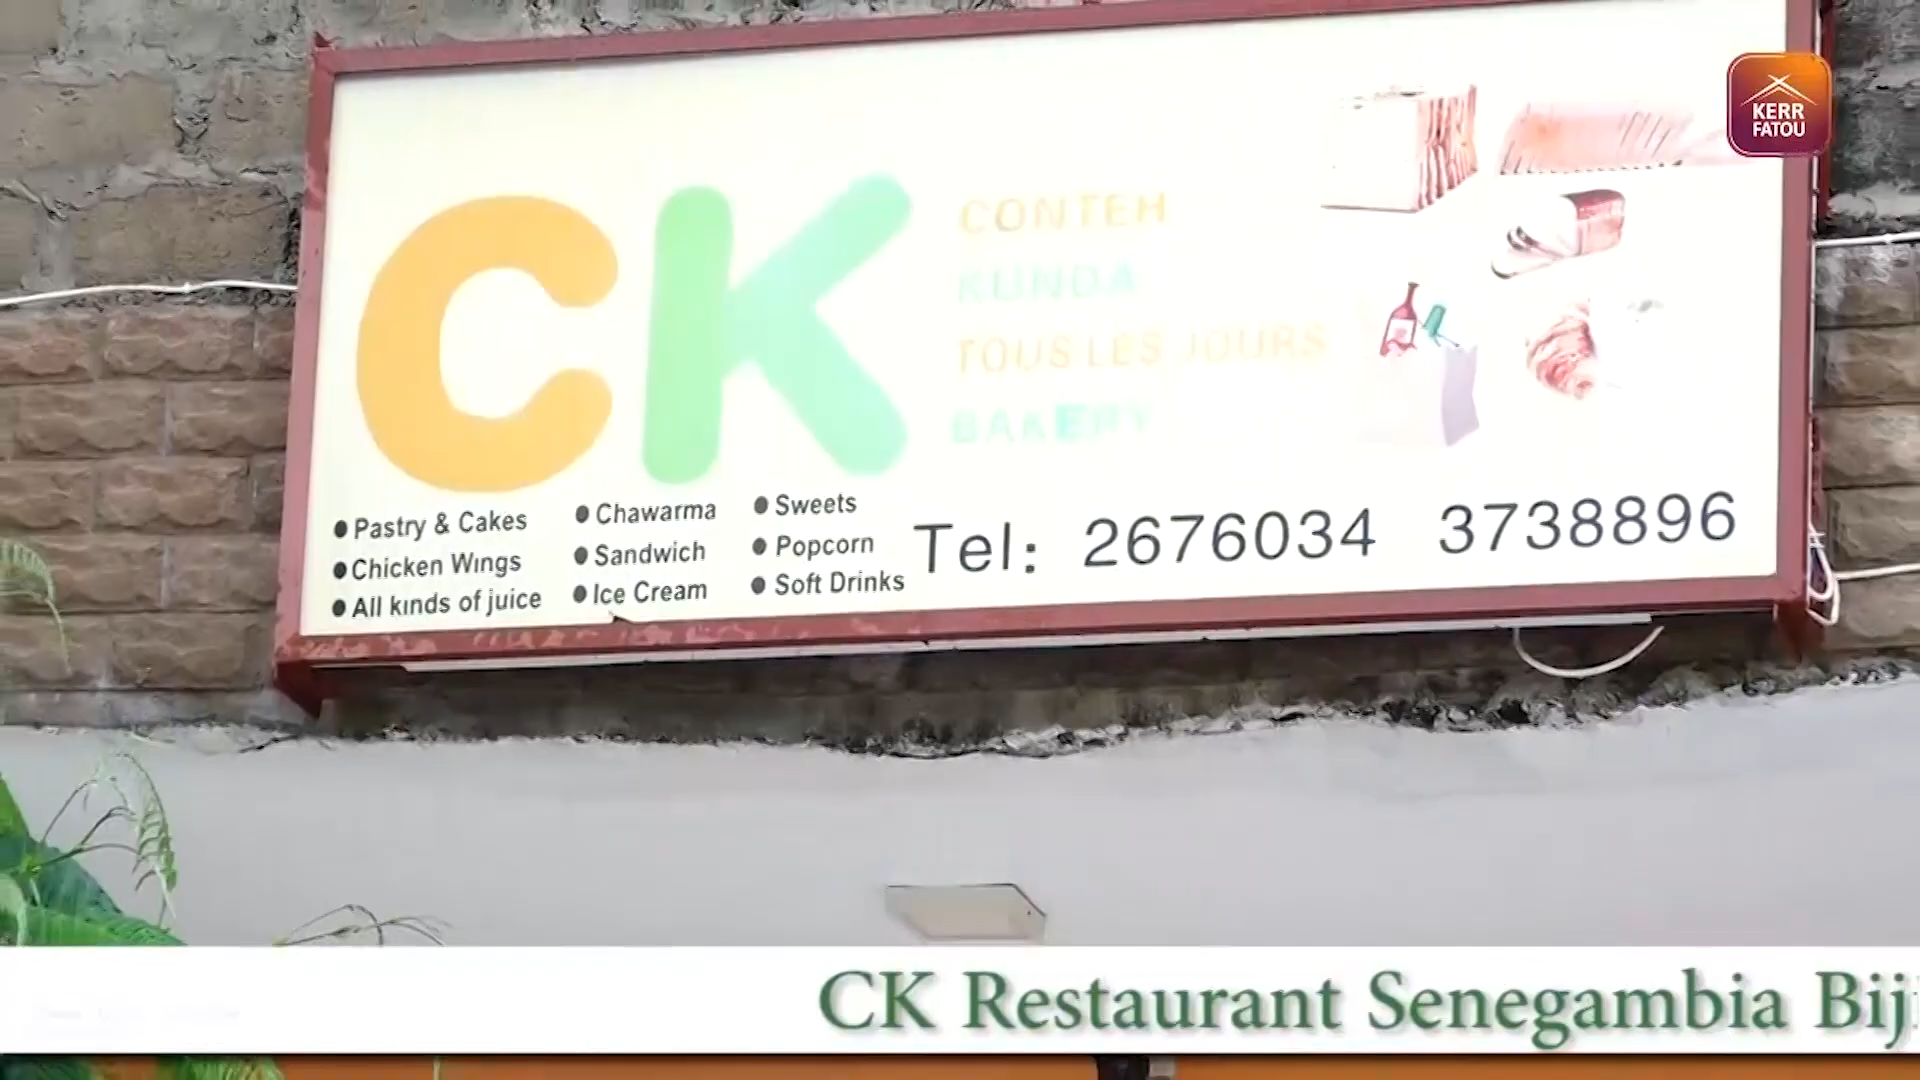 KERR
FATOU
CK
CONTEH
KUNDA
TOUS LES JOURS
BAKERY
Pastry & Cakes
Chicken Wings
All kinds of juice
Chawarma
Sandwich
Ice Cream
Sweets
Popcorn
Soft Drinks
Tel: 2676034 3738896
CK Restaurant Senegambia Bij